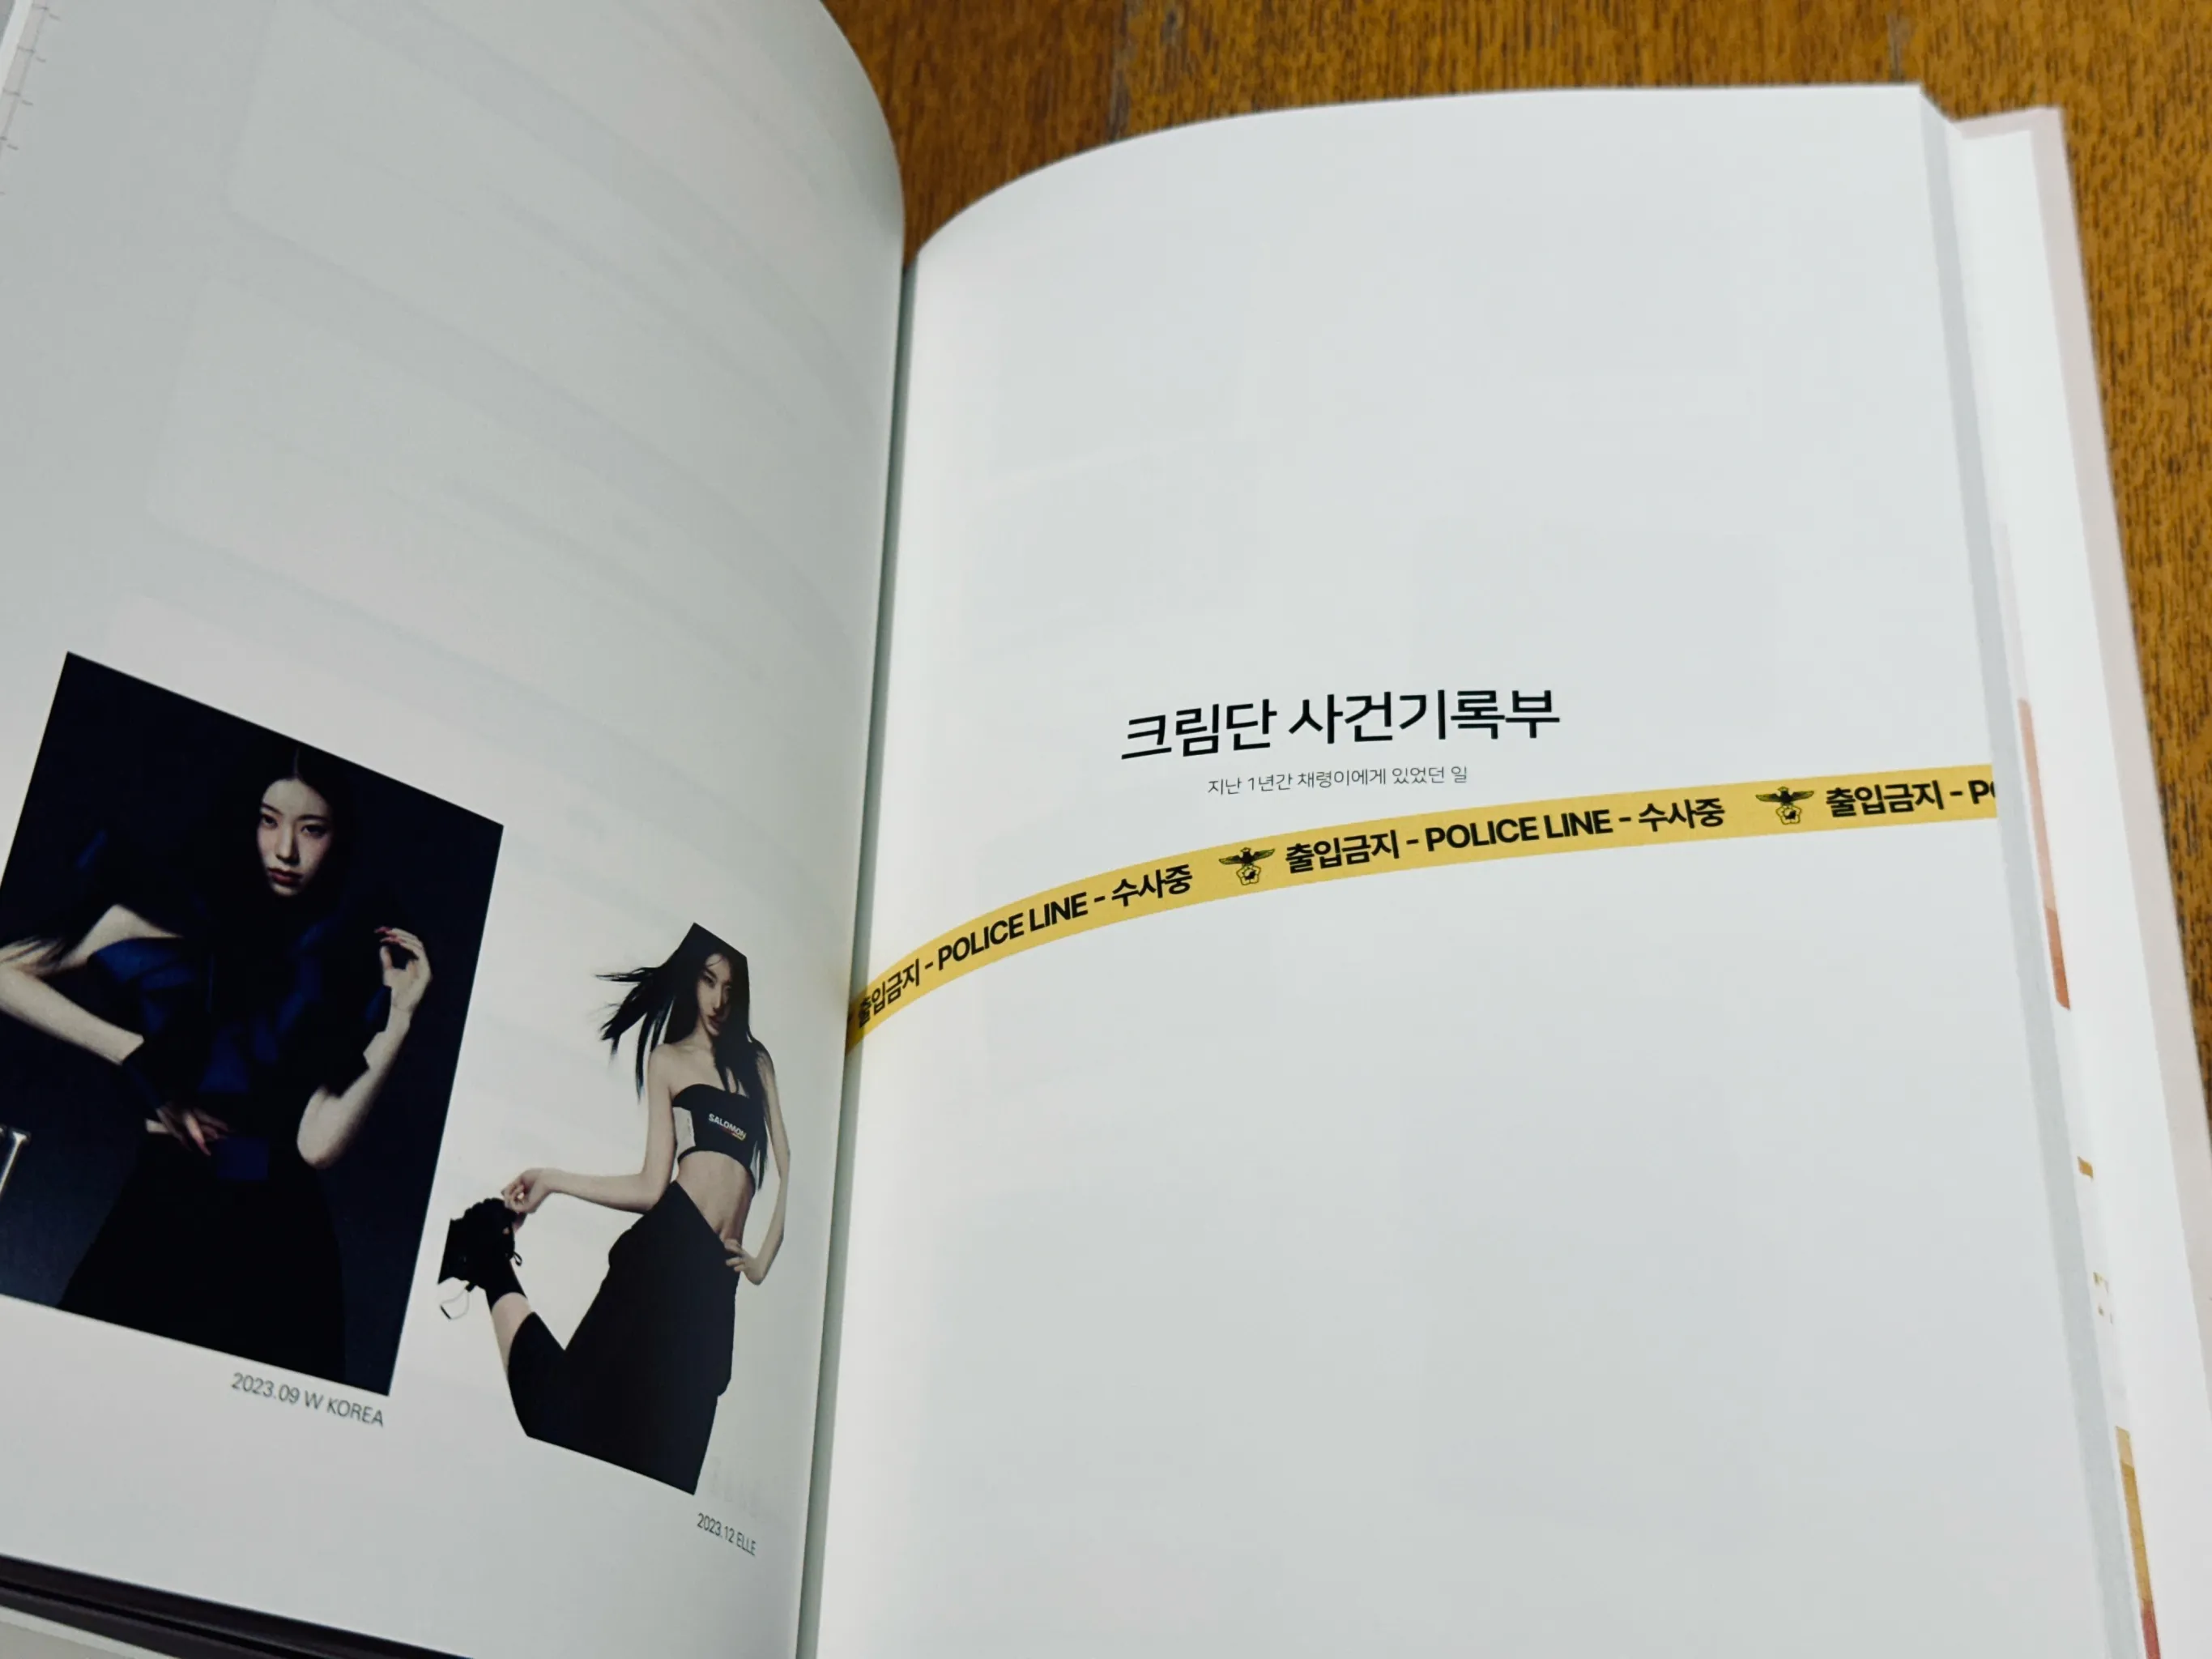 SALOMON
2023.09 W KOREA
2023.12 ELLE
크림단 사건기록부
지난 1년간 채령이에게 있었던 일
출입금지 - POLICE LINE - 수사중 출입금지 - POLICE LINE - 수사중 출입금지 - PO